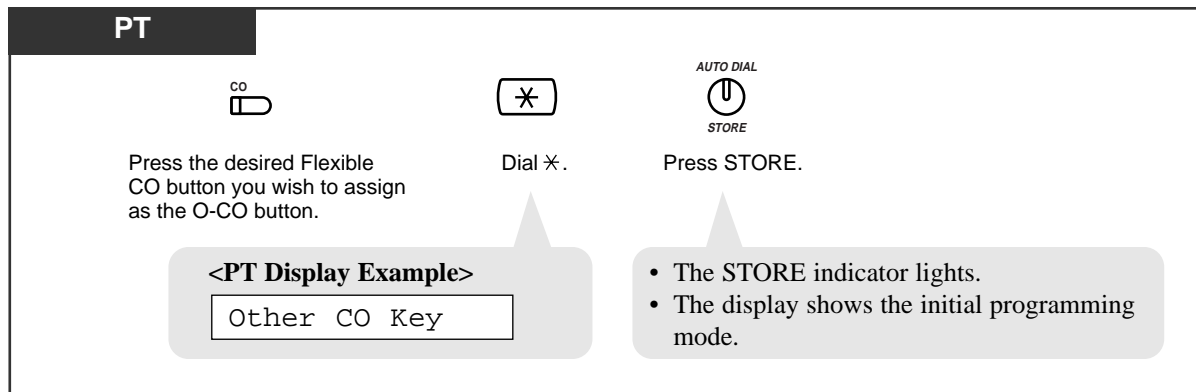 PT
CO
AUTO DIAL
STORE
Press the desired Flexible
CO button you wish to assign
as the O-CO button.
Dial ✳.
Press STORE.
<PT Display Example>
Other CO Key
• The STORE indicator lights.
• The display shows the initial programming
mode.